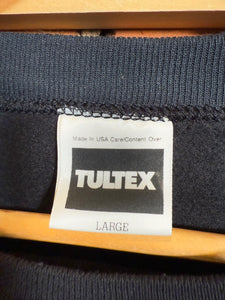 Made In USA Care/Content Over
TULTEX
LARGE